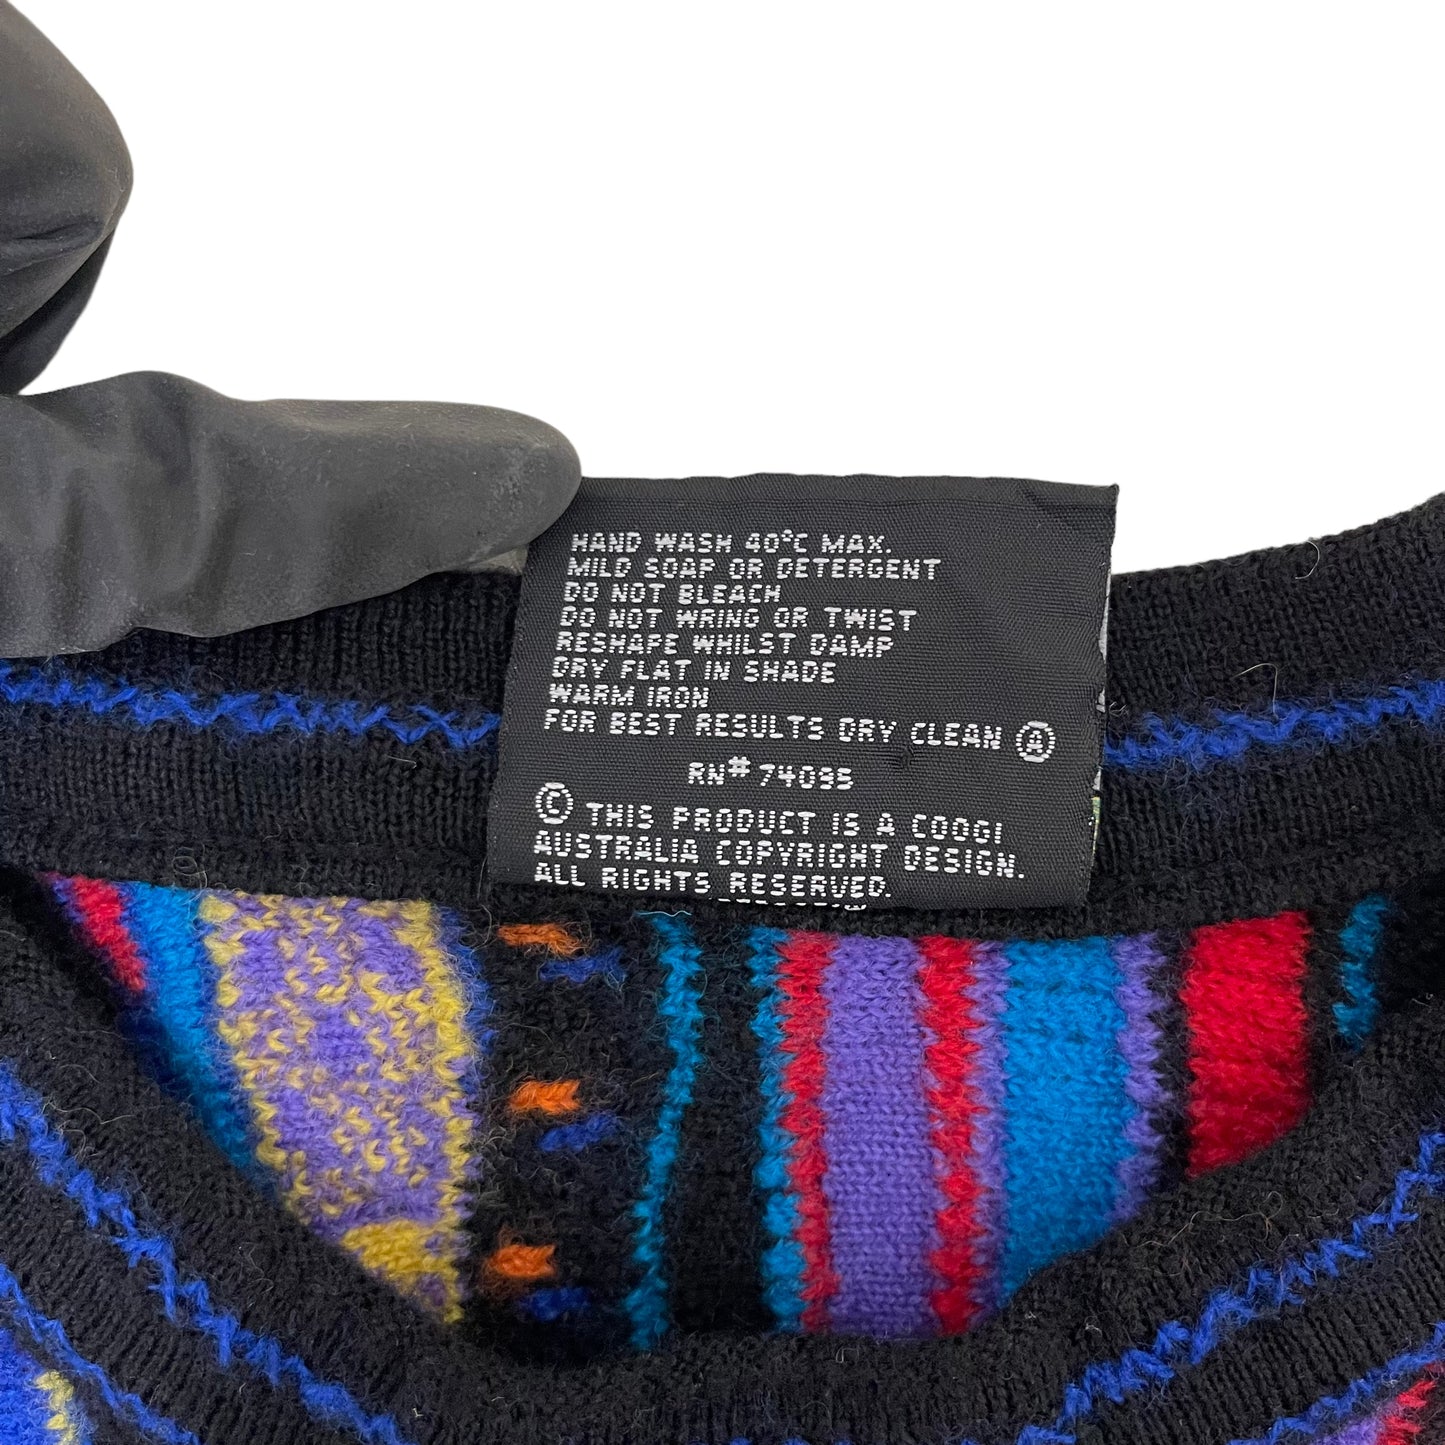 HAND WASH 40°C MAX.
MILD SOAP OR DETERGENT
DO NOT BLEACH
DO NOT WRING OR TWIST
RESHAPE WHILST DAMP
DRY FLAT IN SHADE
WARM IRON
FOR BEST RESULTS DRY CLEAN Ⓐ
RN# 74095
© THIS PRODUCT IS A COOGI
AUSTRALIA COPYRIGHT DESIGN.
ALL RIGHTS RESERVED.